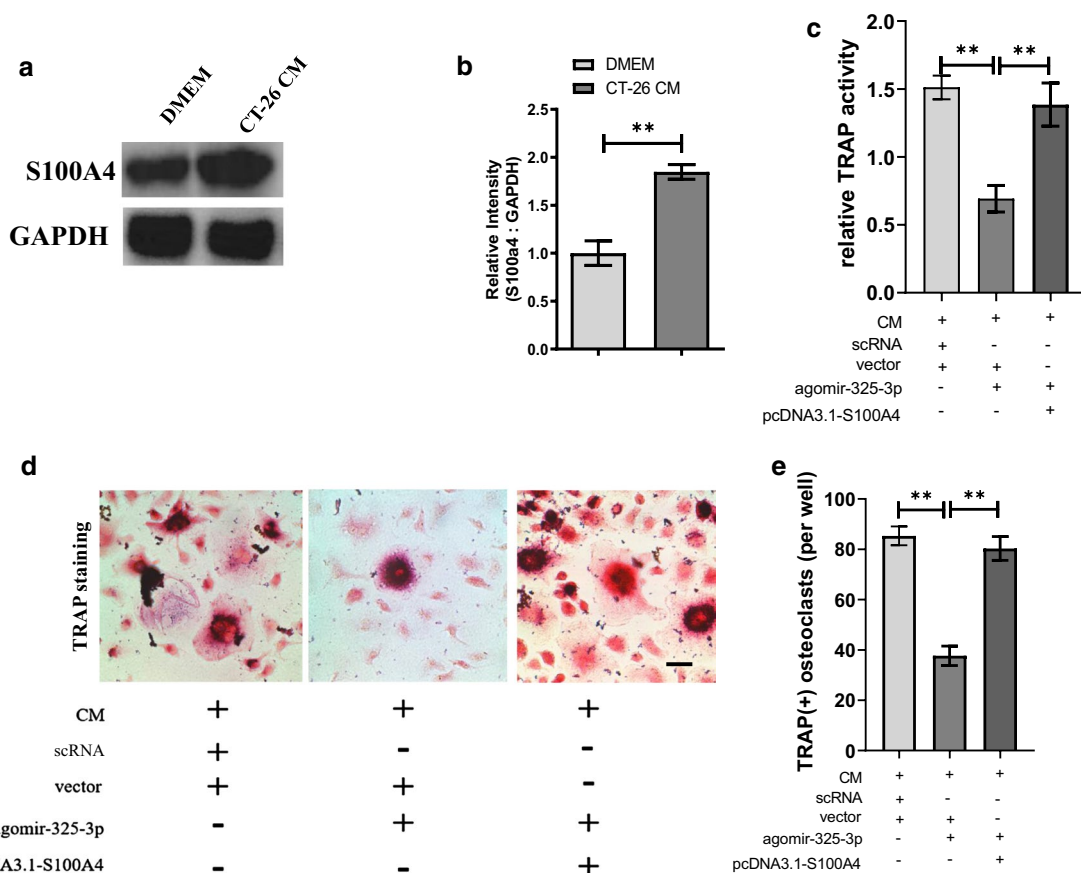 a
DMEM
CT-26 CM
S100A4
GAPDH
b
DMEM
CT-26 CM
Relative Intensity
(S100a4 : GAPDH)
2.5
2.0
1.5
1.0
0.5
0.0
**
c
relative TRAP activity
2.0
1.5
1.0
0.5
0.0
** **
CM + + +
scRNA + - -
vector + + -
agomir-325-3p - + +
pcDNA3.1-S100A4 - - +
d
TRAP staining
CM + + +
scRNA + - -
vector + + -
gomir-325-3p - + +
A3.1-S100A4 - - +
e
TRAP(+) osteoclasts (per well)
100
80
60
40
20
0
** **
CM + + +
scRNA + - -
vector + + -
agomir-325-3p - + +
pcDNA3.1-S100A4 - - +